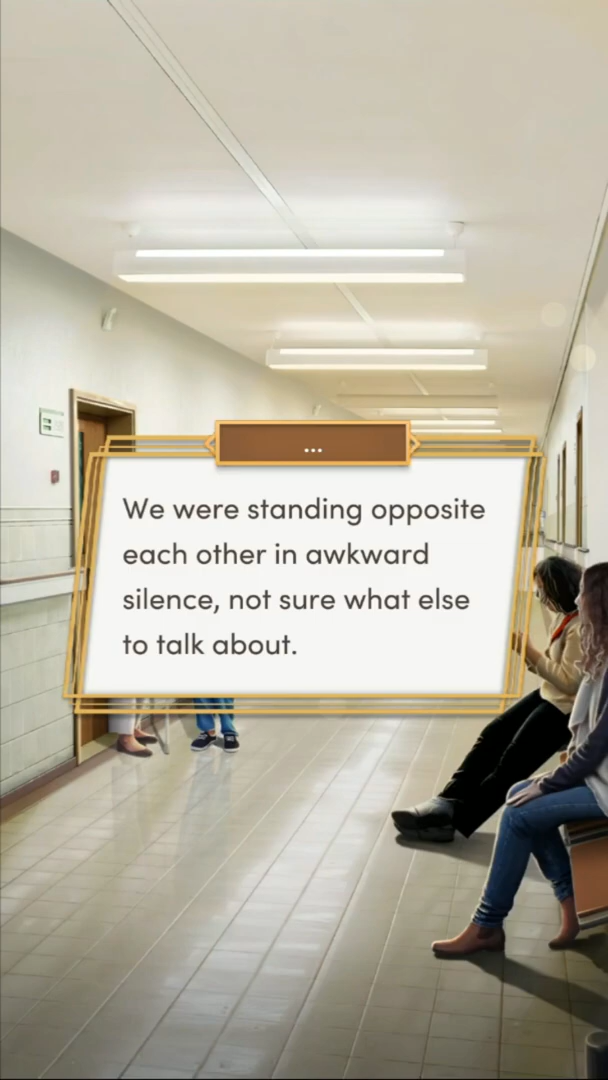 ...
We were standing opposite
each other in awkward
silence, not sure what else
to talk about.